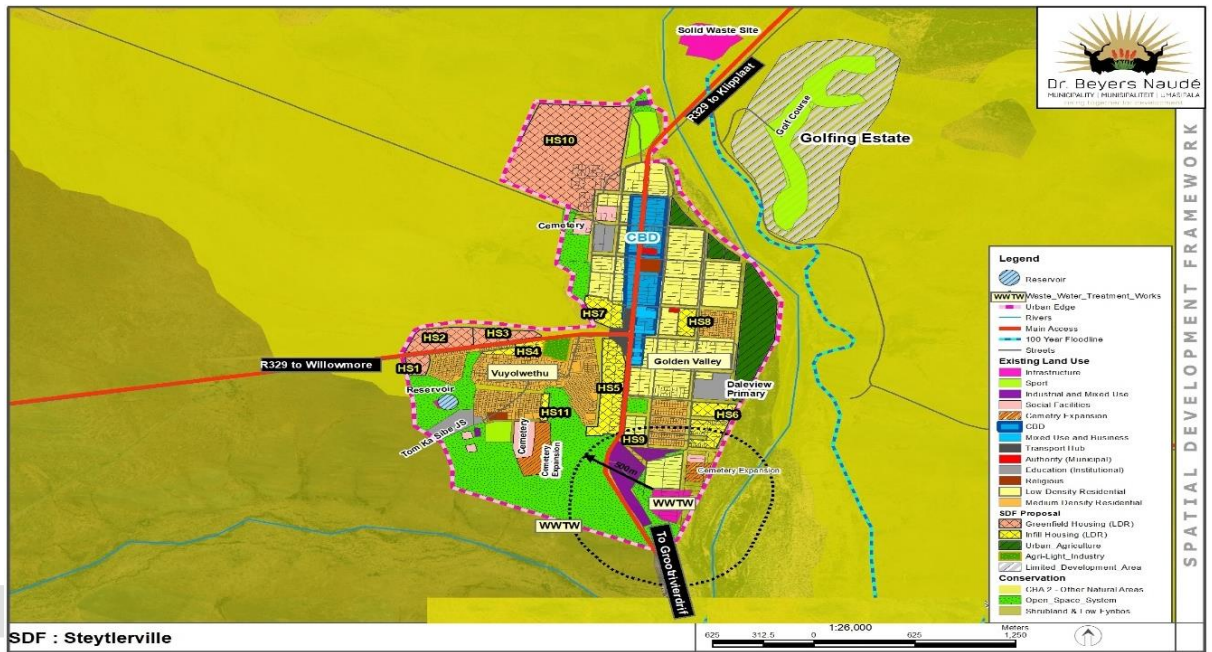 Solid Waste Site
R329 to Klipplaat
Golf Course
Golfing Estate
HS10
Cemetery
CBD
HS7
HS8
HS2
HS3
HS4
HS1
R329 to Willowmore
Vuyolwethu
Golden Valley
HS5
Daleview
Primary
Reservoir
HS11
HS6
Tom Ka Sibe JS
Cemetery
Cemetery
Expansion
HS9
Cemetery Expansion
500m
WWTW
WWTW
To Grootrivierdrif
Dr. Beyers Naudé
MUNICIPALITY | MUNISIPALITEIT | UMASIPALA
SPATIAL DEVELOPMENT FRAMEWORK
Legend
Reservoir
WWTW Waste_Water_Treatment_Works
Urban Edge
Rivers
Main Access
100 Year Floodline
Streets
Existing Land Use
Infrastructure
Sport
Industrial and Mixed Use
Social Facilities
Cemetry Expansion
CBD
Mixed Use and Business
Transport Hub
Authority (Municipal)
Education (Institutional)
Religious
Low Density Residential
Medium Density Residential
SDF Proposal
Greenfield Housing (LDR)
Infill Housing (LDR)
Urban_Agriculture
Agri-Light_Industry
Limited_Development_Area
Conservation
CBA 2 - Other Natural Areas
Open_Space_System
Shrubland & Low Fynbos
SDF : Steytlerville
1:26,000
Meters
625 312.5 0 625 1,250